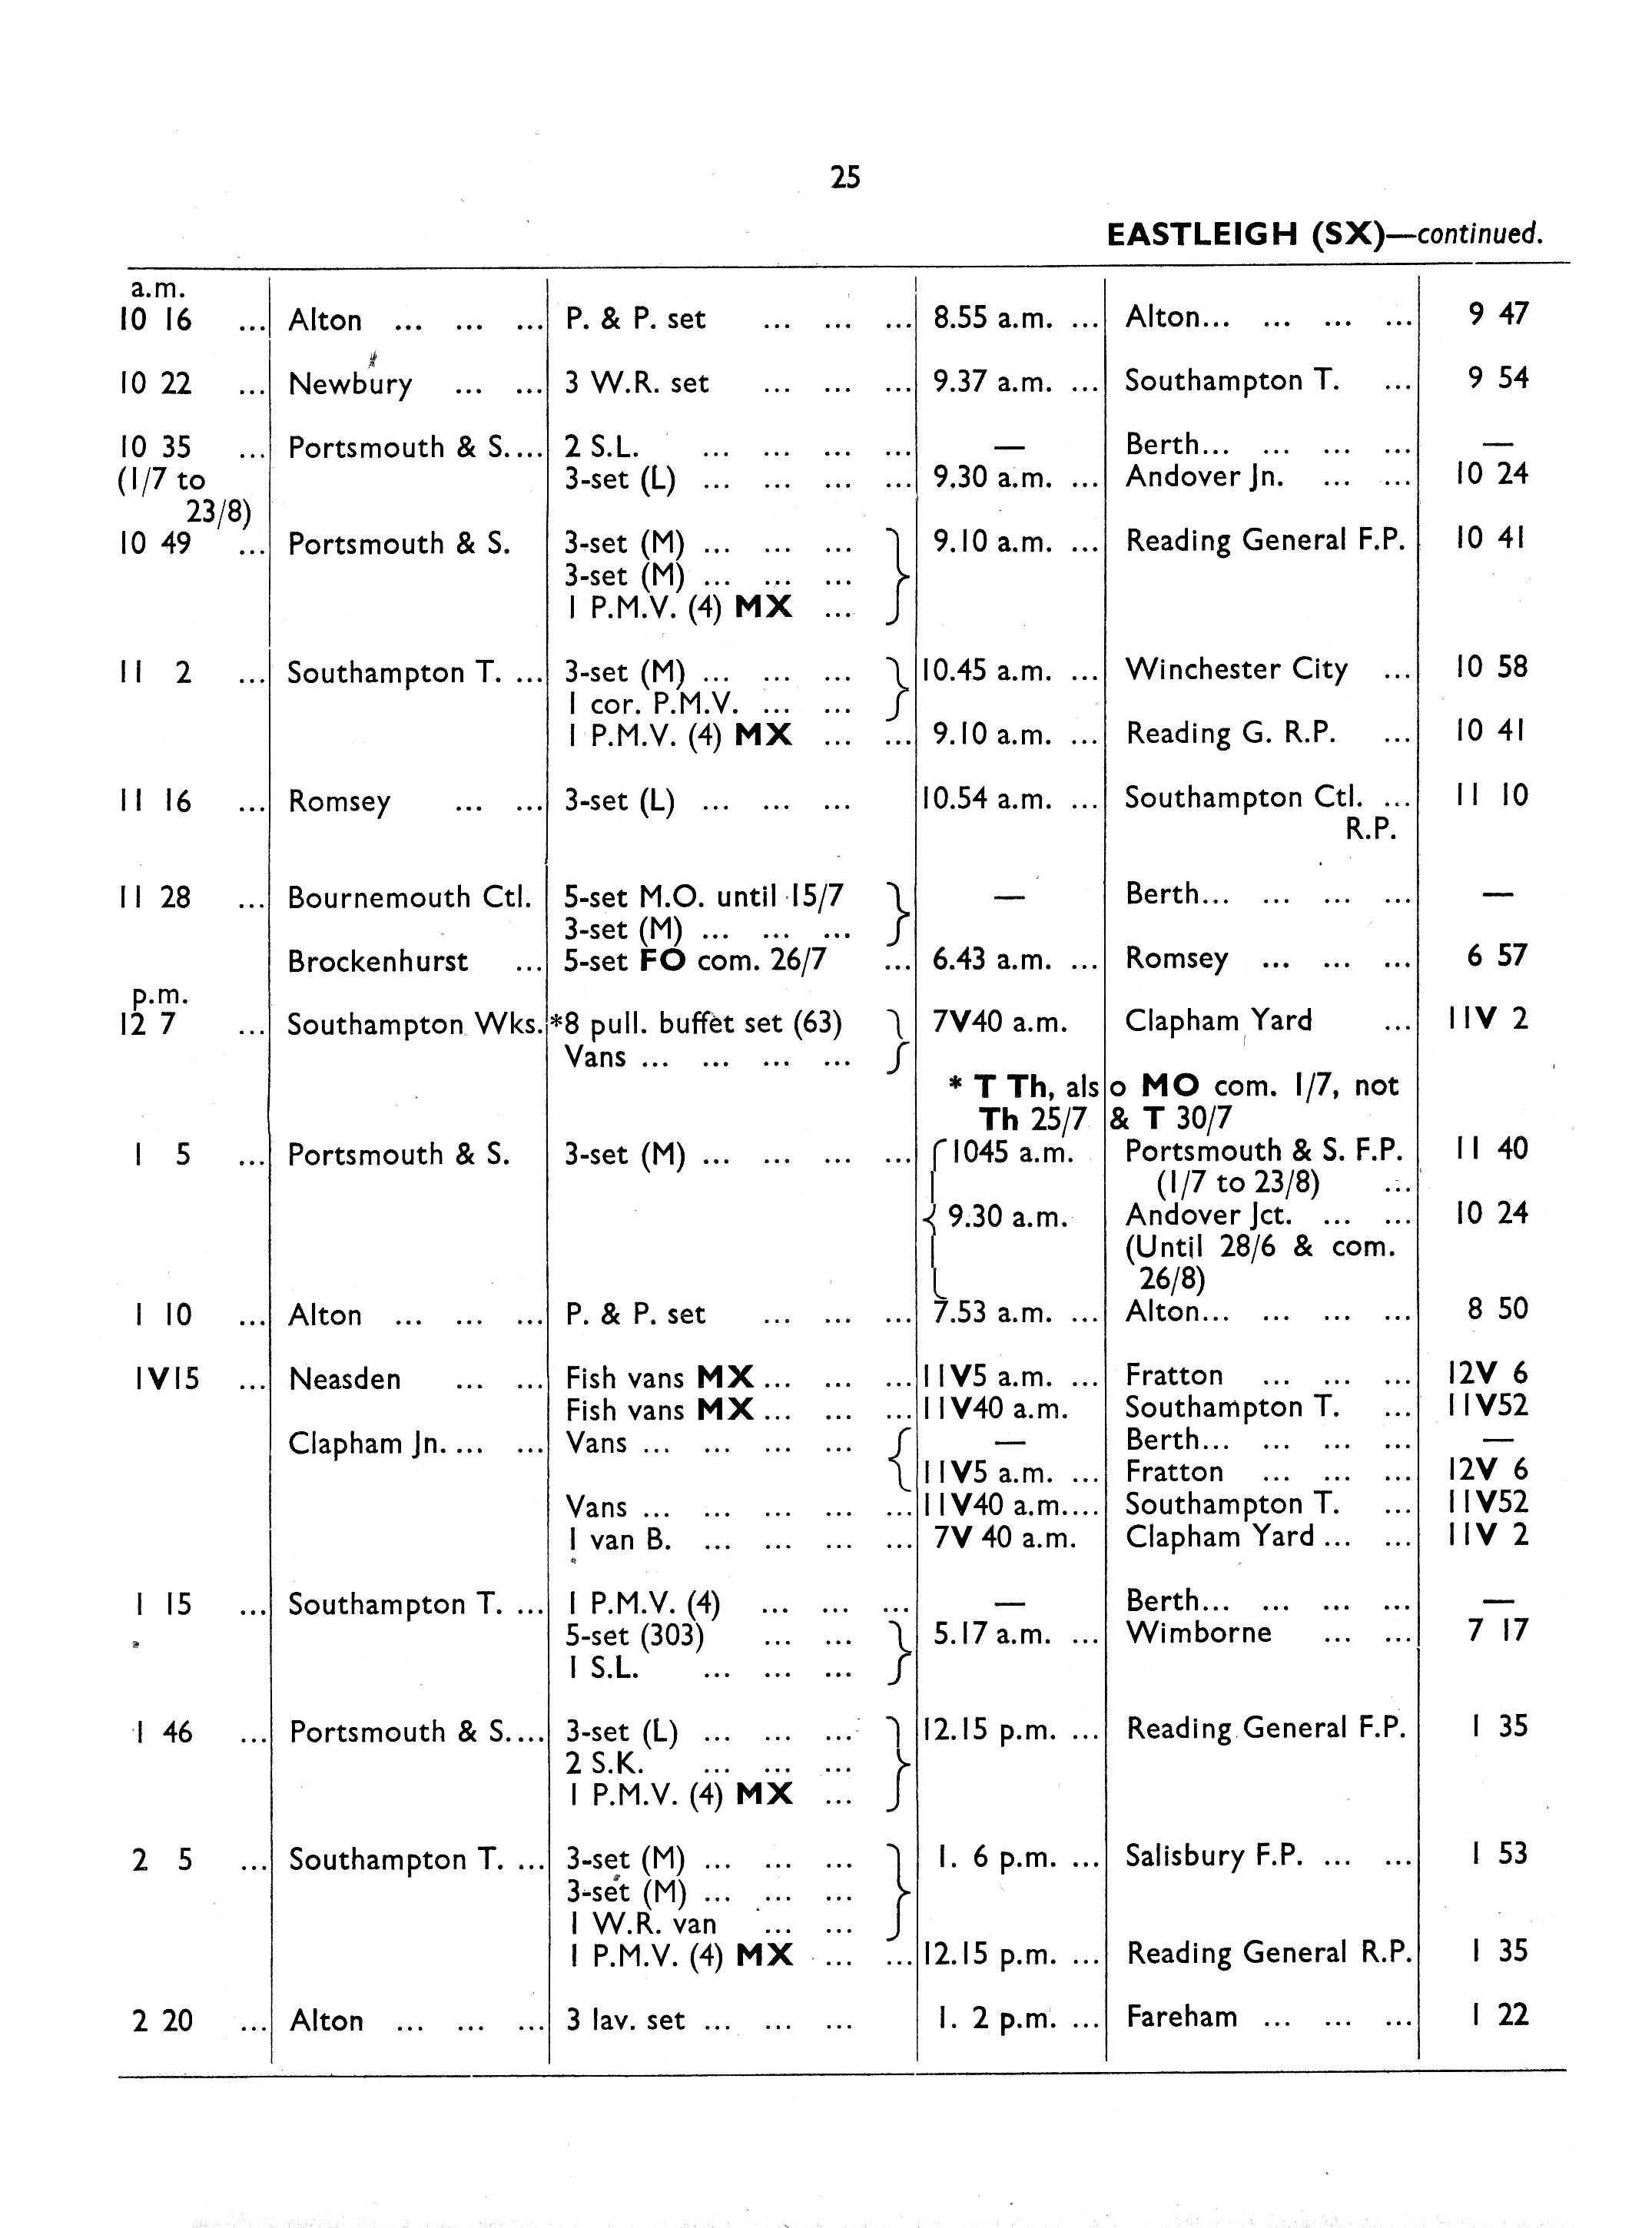 25
EASTLEIGH (SX)—continued.
a.m.
10 16 ... Alton ... ... ... P. & P. set ... ... ... 8.55 a.m. ... Alton... ... ... ... 9 47
10 22 ... Newbury ... ... 3 W.R. set ... ... ... 9.37 a.m. ... Southampton T. ... 9 54
10 35 ... Portsmouth & S.... 2 S.L. ... ... ... ... — Berth... ... ... ... —
(1/7 to 3-set (L) ... ... ... ... 9.30 a.m. ... Andover Jn. ... ... 10 24
23/8)
10 49 ... Portsmouth & S. 3-set (M) ... ... ... } 9.10 a.m. ... Reading General F.P. 10 41
3-set (M) ... ... ...
1 P.M.V. (4) MX ...
11 2 ... Southampton T. ... 3-set (M) ... ... ... } 10.45 a.m. ... Winchester City ... 10 58
1 cor. P.M.V. ... ...
1 P.M.V. (4) MX ... ... 9.10 a.m. ... Reading G. R.P. ... 10 41
11 16 ... Romsey ... ... 3-set (L) ... ... ... 10.54 a.m. ... Southampton Ctl. ... 11 10
R.P.
11 28 ... Bournemouth Ctl. 5-set M.O. until 15/7 } — Berth... ... ... ... —
3-set (M) ... ... ...
Brockenhurst ... 5-set FO com. 26/7 ... 6.43 a.m. ... Romsey ... ... ... 6 57
p.m.
12 7 ... Southampton Wks. *8 pull. buffet set (63) } 7V40 a.m. Clapham Yard ... 11V 2
Vans ... ... ... ...
* T Th, also MO com. 1/7, not
Th 25/7 & T 30/7
1 5 ... Portsmouth & S. 3-set (M) ... ... ... ... { 1045 a.m. Portsmouth & S. F.P. 11 40
(1/7 to 23/8) ...
9.30 a.m. Andover Jct. ... ... 10 24
(Until 28/6 & com.
26/8)
1 10 ... Alton ... ... ... P. & P. set ... ... ... 7.53 a.m. ... Alton... ... ... ... 8 50
1V15 ... Neasden ... ... Fish vans MX ... ... ... 11V5 a.m. ... Fratton ... ... ... 12V 6
Fish vans MX ... ... ... 11V40 a.m. Southampton T. ... 11V52
Clapham Jn. ... ... Vans ... ... ... ... { — Berth... ... ... ... —
11V5 a.m. ... Fratton ... ... ... 12V 6
Vans ... ... ... ... ... 11V40 a.m.... Southampton T. ... 11V52
1 van B. ... ... ... ... 7V 40 a.m. Clapham Yard ... ... 11V 2
1 15 ... Southampton T. ... 1 P.M.V. (4) ... ... ... — Berth... ... ... ... —
5-set (303) ... ... } 5.17 a.m. ... Wimborne ... ... 7 17
1 S.L. ... ... ...
1 46 ... Portsmouth & S.... 3-set (L) ... ... ... } 12.15 p.m. ... Reading General F.P. 1 35
2 S.K. ... ... ...
1 P.M.V. (4) MX ...
2 5 ... Southampton T. ... 3-set (M) ... ... ... } 1. 6 p.m. ... Salisbury F.P. ... ... 1 53
3-set (M) ... ... ...
1 W.R. van ... ...
1 P.M.V. (4) MX ... ... 12.15 p.m. ... Reading General R.P. 1 35
2 20 ... Alton ... ... ... 3 lav. set ... ... ... 1. 2 p.m. ... Fareham ... ... ... 1 22